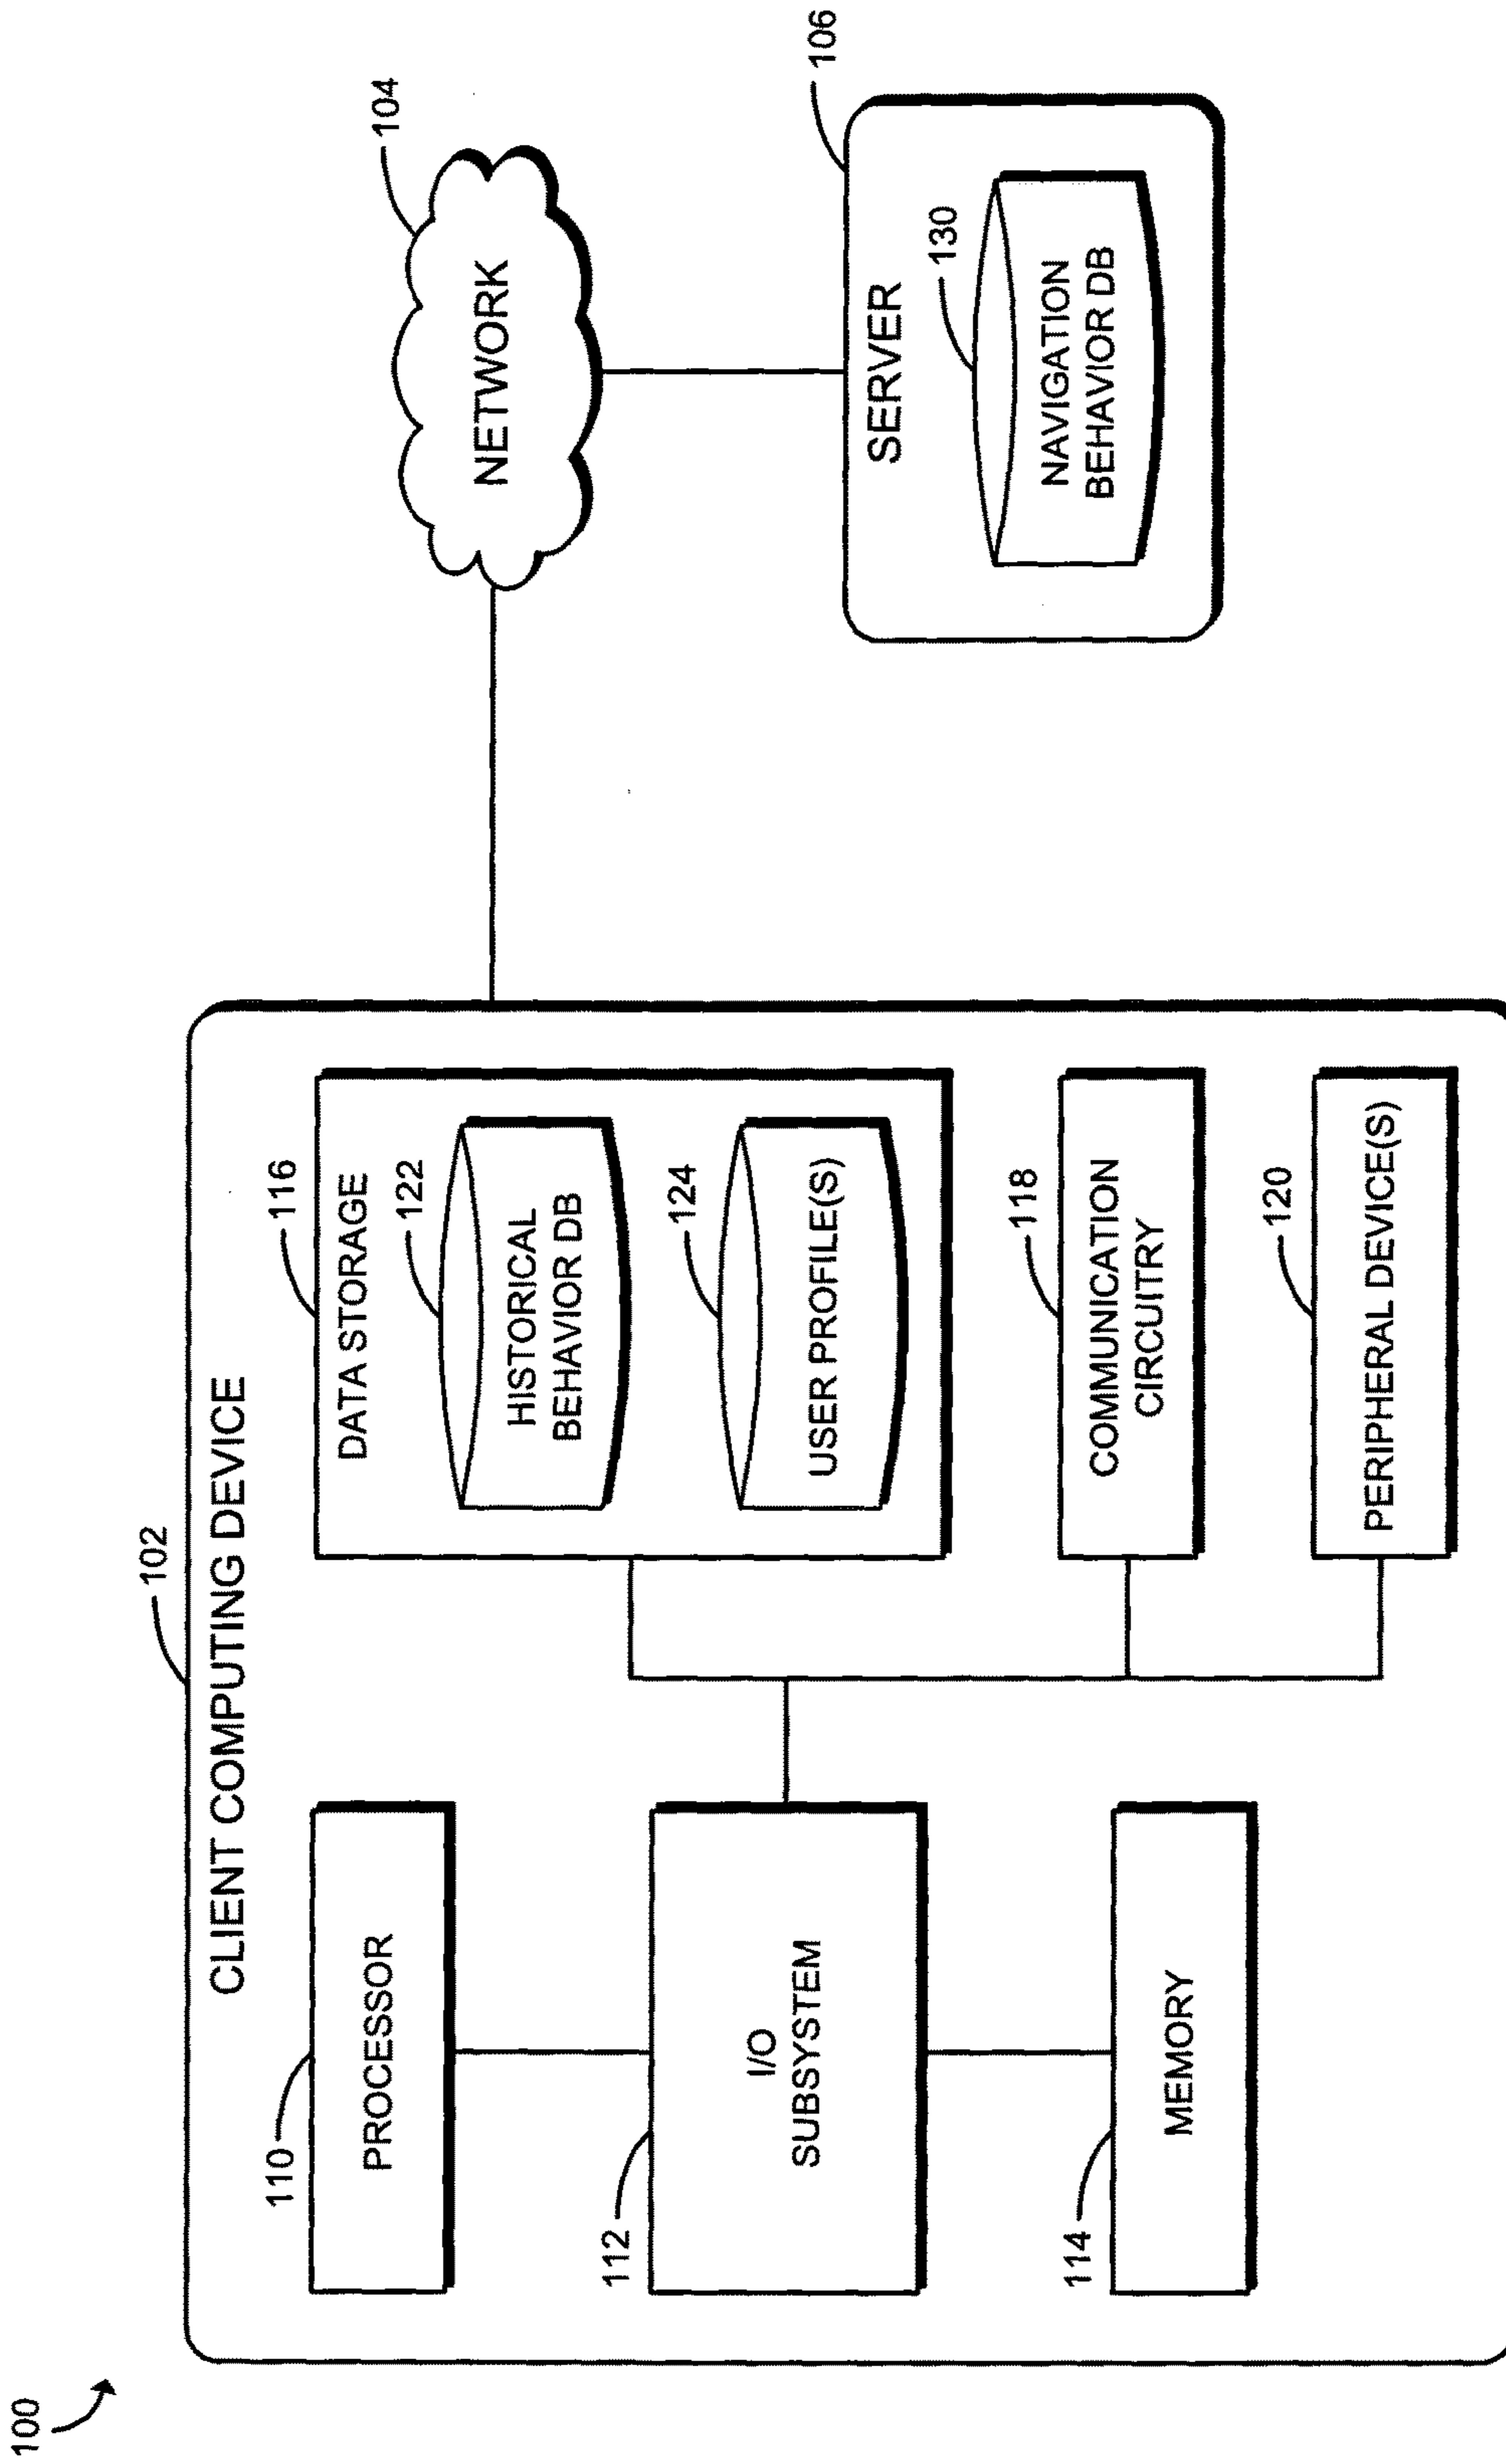 100
102
CLIENT COMPUTING DEVICE
110
PROCESSOR
112
I/O
SUBSYSTEM
114
MEMORY
116
DATA STORAGE
122
HISTORICAL
BEHAVIOR DB
124
USER PROFILE(S)
118
COMMUNICATION
CIRCUITRY
120
PERIPHERAL DEVICE(S)
104
NETWORK
106
SERVER
130
NAVIGATION
BEHAVIOR DB